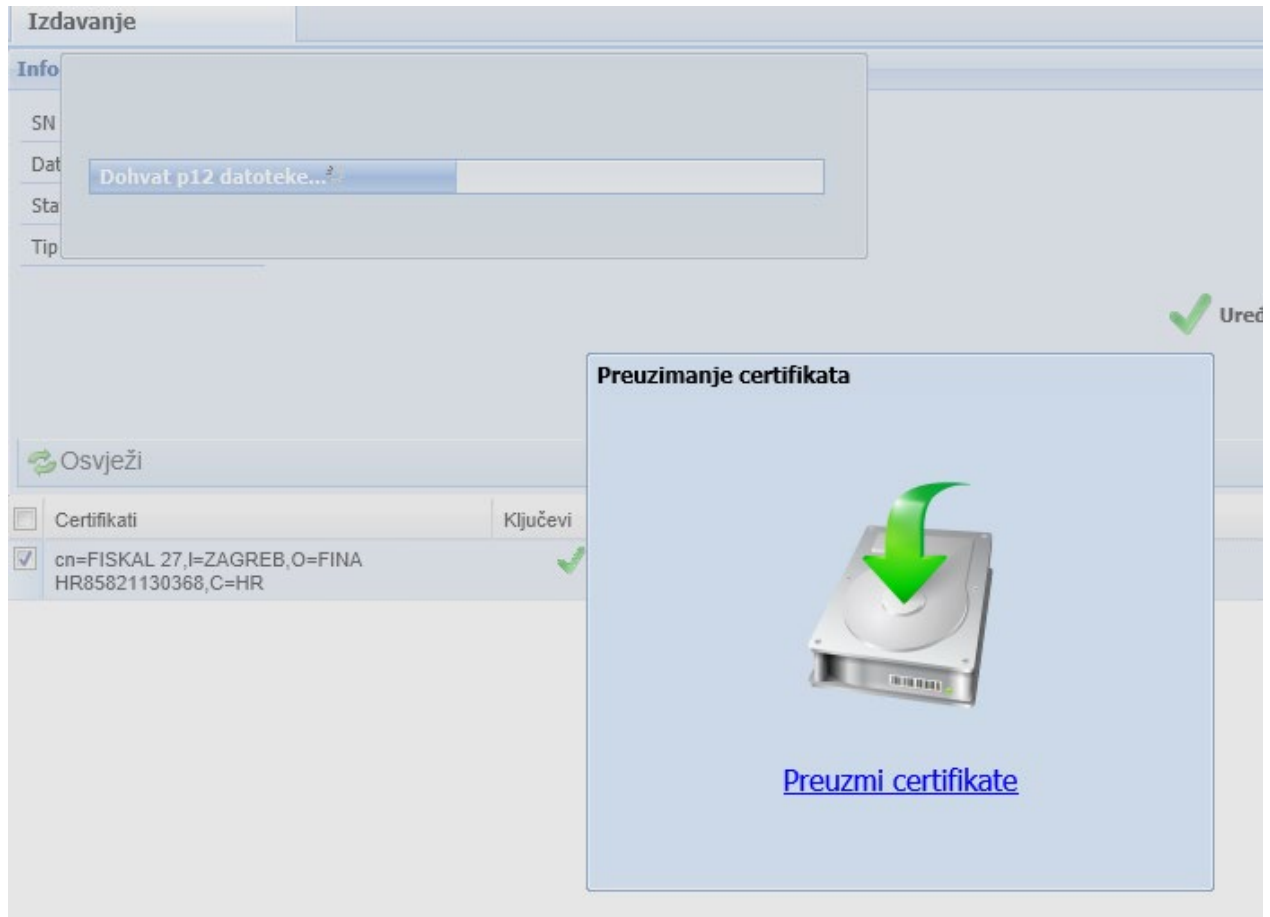 Izdavanje
Info
SN
Dat
Dohvat p12 datoteke...
Sta
Tip
Uređ
Preuzimanje certifikata
Osvježi
Certifikati
Ključevi
cn=FISKAL 27,l=ZAGREB,O=FINA
HR85821130368,C=HR
Preuzmi certifikate